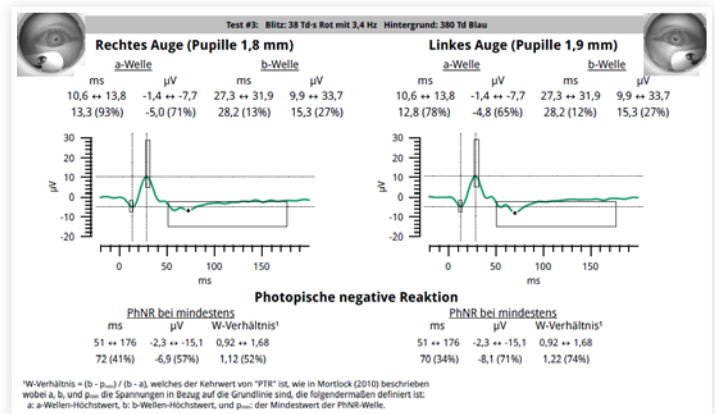 Test #3: Blitz: 38 Td-s Rot mit 3,4 Hz Hintergrund: 380 Td Blau
Rechtes Auge (Pupille 1,8 mm)
a-Welle b-Welle
ms µV ms µV
10,6 ↔ 13,8 -1,4 ↔ -7,7 27,3 ↔ 31,9 9,9 ↔ 33,7
13,3 (93%) -5,0 (71%) 28,2 (13%) 15,3 (27%)
30
20
10
0
-10
-20
µV
0 50 100 150
ms
Linkes Auge (Pupille 1,9 mm)
a-Welle b-Welle
ms µV ms µV
10,6 ↔ 13,8 -1,4 ↔ -7,7 27,3 ↔ 31,9 9,9 ↔ 33,7
12,8 (78%) -4,8 (65%) 28,2 (12%) 15,3 (27%)
30
20
10
0
-10
-20
µV
0 50 100 150
ms
Photopische negative Reaktion
PhNR bei mindestens
ms µV W-Verhältnis¹
51 ↔ 176 -2,3 ↔ -15,1 0,92 ↔ 1,68
72 (41%) -6,9 (57%) 1,12 (52%)
PhNR bei mindestens
ms µV W-Verhältnis¹
51 ↔ 176 -2,3 ↔ -15,1 0,92 ↔ 1,68
70 (34%) -8,1 (71%) 1,22 (74%)
¹W-Verhältnis = (b - pₘᵢₙ) / (b - a), welches der Kehrwert von "PTR" ist, wie in Mortlock (2010) beschrieben
wobei a, b, und pₘᵢₙ die Spannungen in Bezug auf die Grundlinie sind, die folgendermaßen definiert ist:
a: a-Wellen-Höchstwert, b: b-Wellen-Höchstwert, und pₘᵢₙ: der Mindestwert der PhNR-Welle.